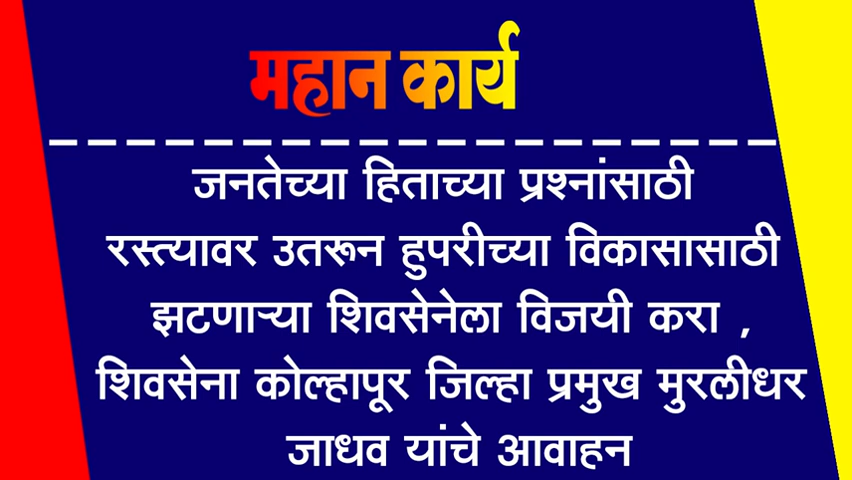 महान कार्य
जनतेच्या हिताच्या प्रश्नांसाठी
रस्त्यावर उतरून हुपरीच्या विकासासाठी
झटणाऱ्या शिवसेनेला विजयी करा ,
शिवसेना कोल्हापूर जिल्हा प्रमुख मुरलीधर
जाधव यांचे आवाहन